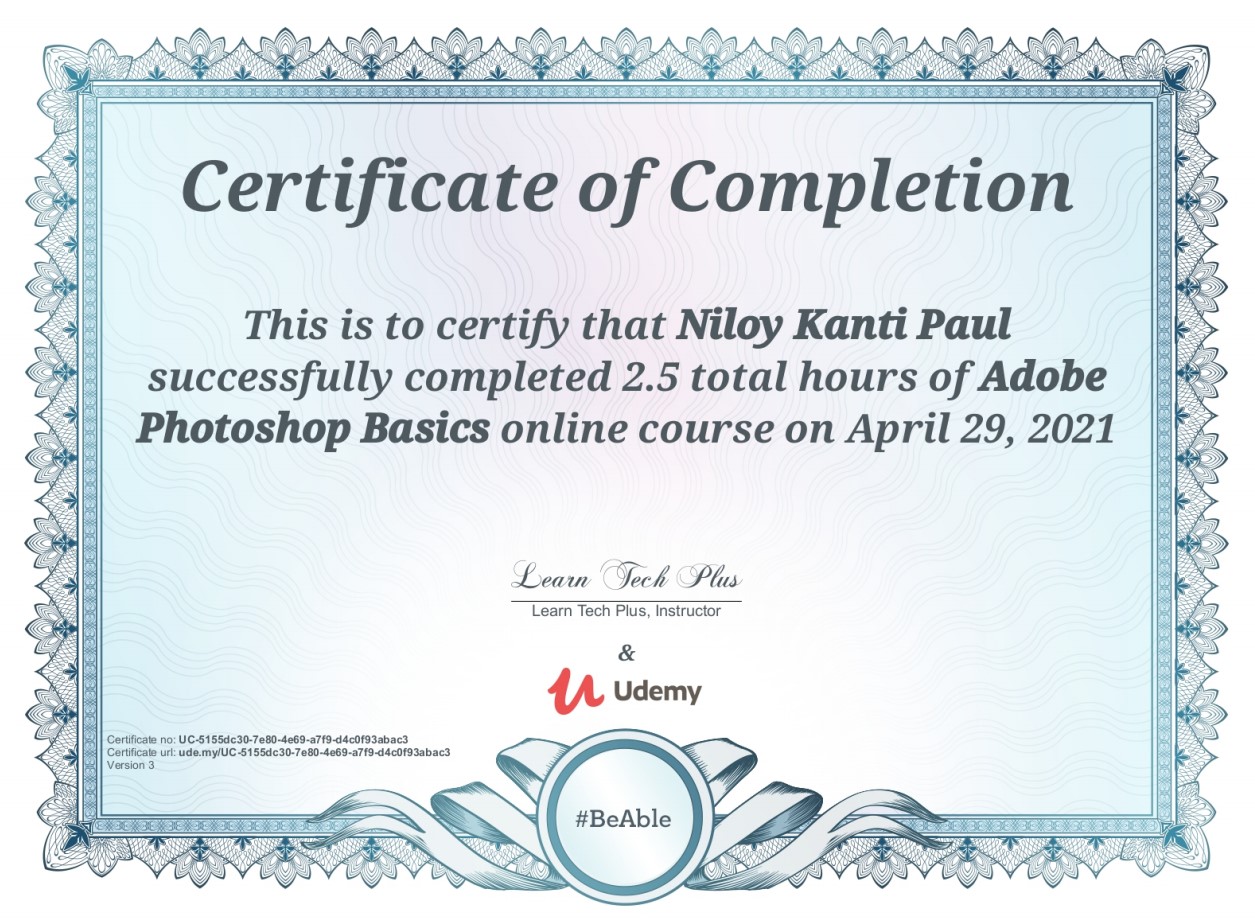 Certificate of Completion
This is to certify that Niloy Kanti Paul
successfully completed 2.5 total hours of Adobe
Photoshop Basics online course on April 29, 2021
Learn Tech Plus
Learn Tech Plus, Instructor
&
Udemy
Certificate no: UC-5155dc30-7e80-4e69-a7f9-d4c0f93abac3
Certificate url: ude.my/UC-5155dc30-7e80-4e69-a7f9-d4c0f93abac3
Version 3
#BeAble